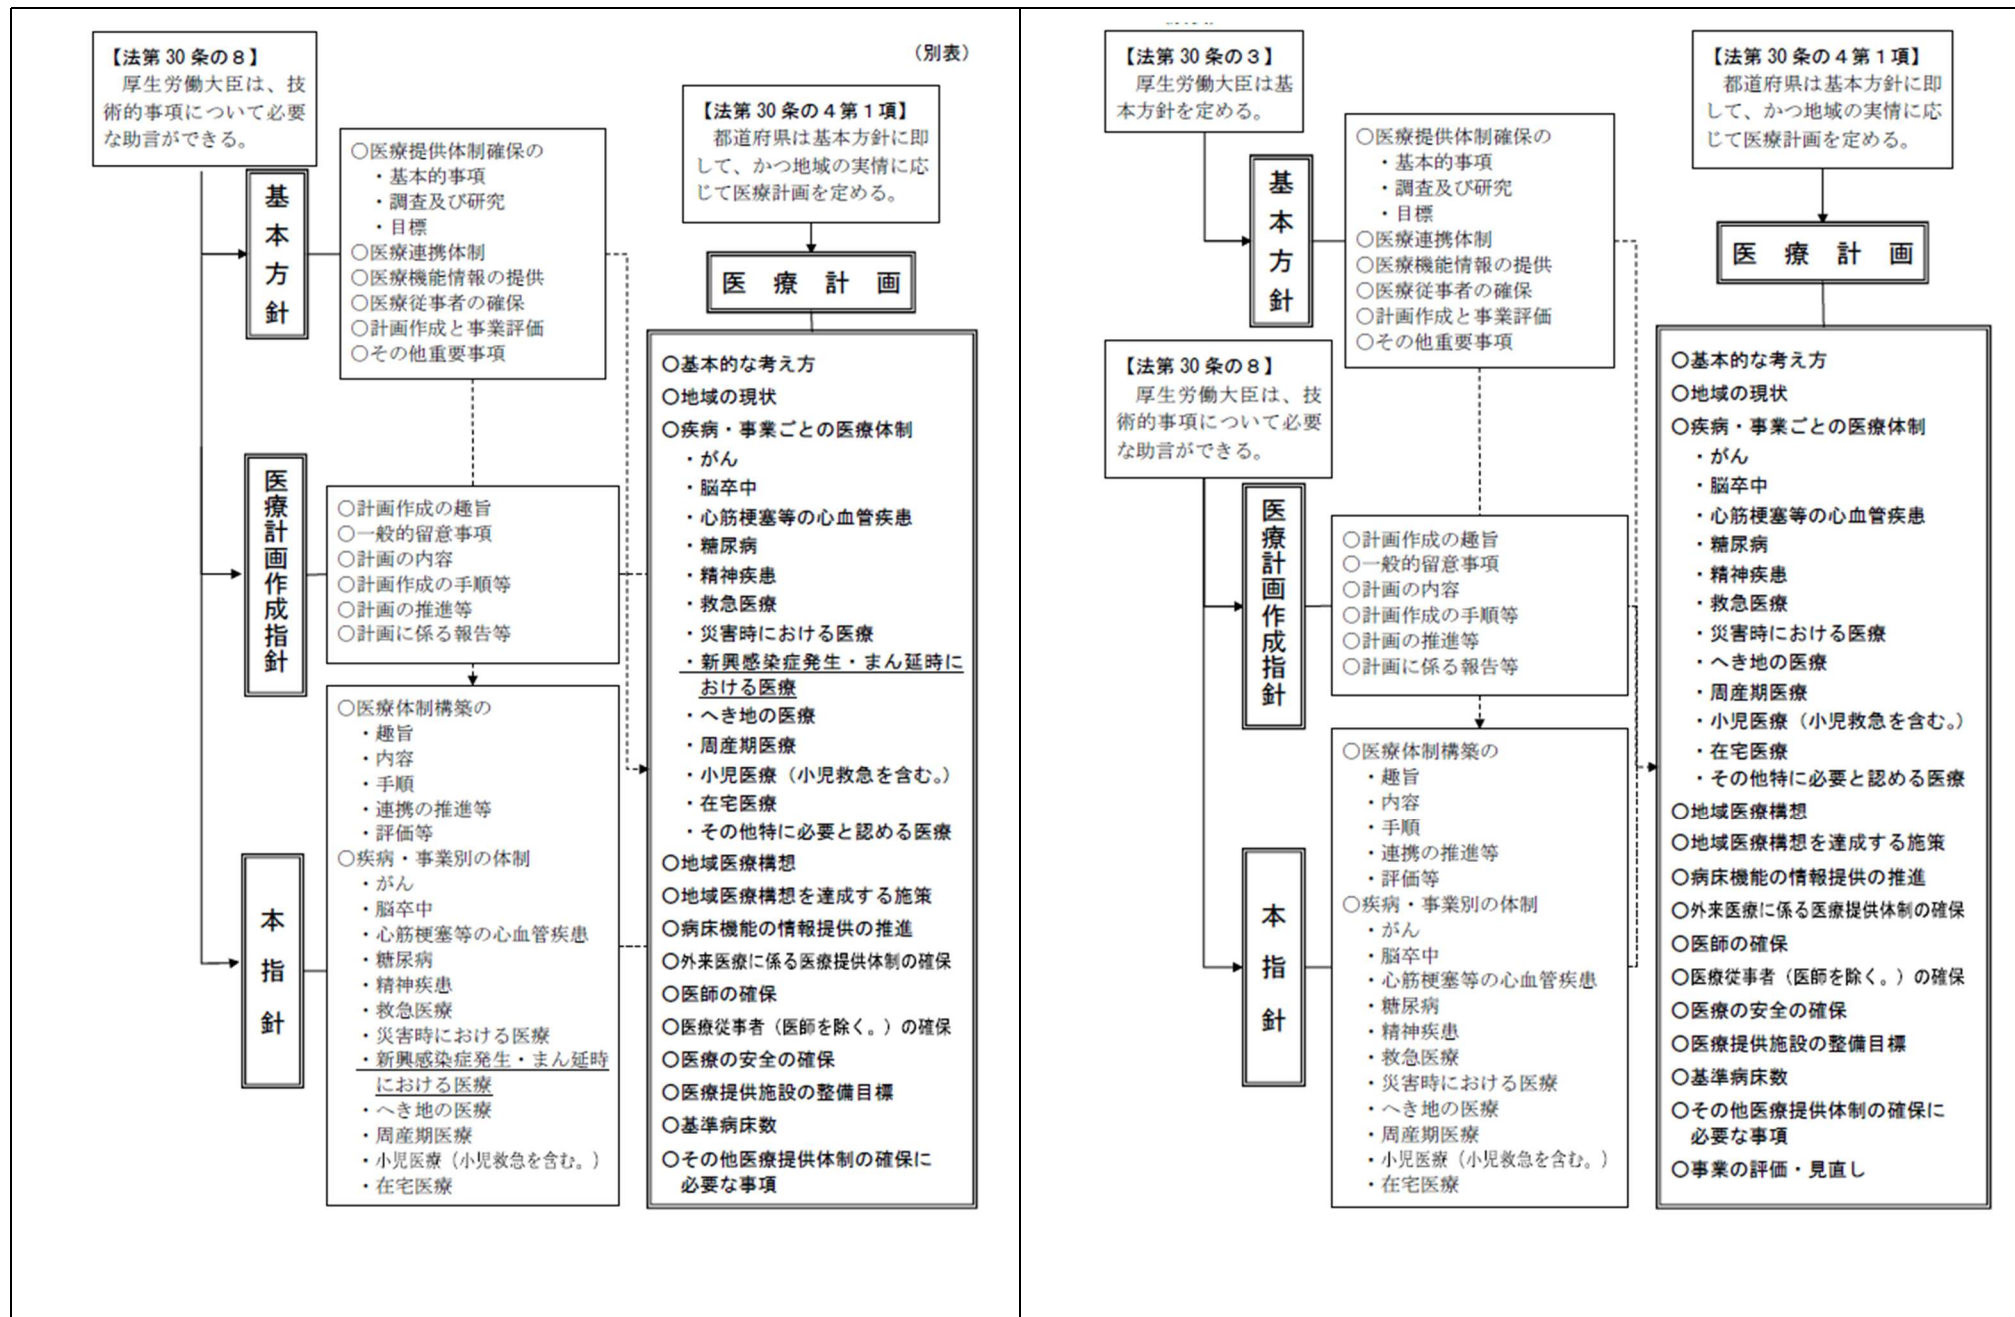 【法第30条の8】
厚生労働大臣は、技
術的事項について必要
な助言ができる。
(別表)
【法第30条の4第1項】
都道府県は基本方針に即
して、かつ地域の実情に応
じて医療計画を定める。
基本方針
○医療提供体制確保の
・基本的事項
・調査及び研究
・目標
○医療連携体制
○医療機能情報の提供
○医療従事者の確保
○計画作成と事業評価
○その他重要事項
医療計画
医療計画作成指針
○計画作成の趣旨
○一般的留意事項
○計画の内容
○計画作成の手順等
○計画の推進等
○計画に係る報告等
本指針
○医療体制構築の
・趣旨
・内容
・手順
・連携の推進等
・評価等
○疾病・事業別の体制
・がん
・脳卒中
・心筋梗塞等の心血管疾患
・糖尿病
・精神疾患
・救急医療
・災害時における医療
・新興感染症発生・まん延時
における医療
・へき地の医療
・周産期医療
・小児医療(小児救急を含む。)
・在宅医療
○基本的な考え方
○地域の現状
○疾病・事業ごとの医療体制
・がん
・脳卒中
・心筋梗塞等の心血管疾患
・糖尿病
・精神疾患
・救急医療
・災害時における医療
・新興感染症発生・まん延時に
おける医療
・へき地の医療
・周産期医療
・小児医療(小児救急を含む。)
・在宅医療
・その他特に必要と認める医療
○地域医療構想
○地域医療構想を達成する施策
○病床機能の情報提供の推進
○外来医療に係る医療提供体制の確保
○医師の確保
○医療従事者(医師を除く。)の確保
○医療の安全の確保
○医療提供施設の整備目標
○基準病床数
○その他医療提供体制の確保に
必要な事項
【法第30条の3】
厚生労働大臣は基
本方針を定める。
【法第30条の4第1項】
都道府県は基本方針に即
して、かつ地域の実情に応
じて医療計画を定める。
基本方針
○医療提供体制確保の
・基本的事項
・調査及び研究
・目標
○医療連携体制
○医療機能情報の提供
○医療従事者の確保
○計画作成と事業評価
○その他重要事項
医療計画
【法第30条の8】
厚生労働大臣は、技
術的事項について必要
な助言ができる。
医療計画作成指針
○計画作成の趣旨
○一般的留意事項
○計画の内容
○計画作成の手順等
○計画の推進等
○計画に係る報告等
本指針
○医療体制構築の
・趣旨
・内容
・手順
・連携の推進等
・評価等
○疾病・事業別の体制
・がん
・脳卒中
・心筋梗塞等の心血管疾患
・糖尿病
・精神疾患
・救急医療
・災害時における医療
・へき地の医療
・周産期医療
・小児医療(小児救急を含む。)
・在宅医療
○基本的な考え方
○地域の現状
○疾病・事業ごとの医療体制
・がん
・脳卒中
・心筋梗塞等の心血管疾患
・糖尿病
・精神疾患
・救急医療
・災害時における医療
・へき地の医療
・周産期医療
・小児医療(小児救急を含む。)
・在宅医療
・その他特に必要と認める医療
○地域医療構想
○地域医療構想を達成する施策
○病床機能の情報提供の推進
○外来医療に係る医療提供体制の確保
○医師の確保
○医療従事者(医師を除く。)の確保
○医療の安全の確保
○医療提供施設の整備目標
○基準病床数
○その他医療提供体制の確保に
必要な事項
○事業の評価・見直し